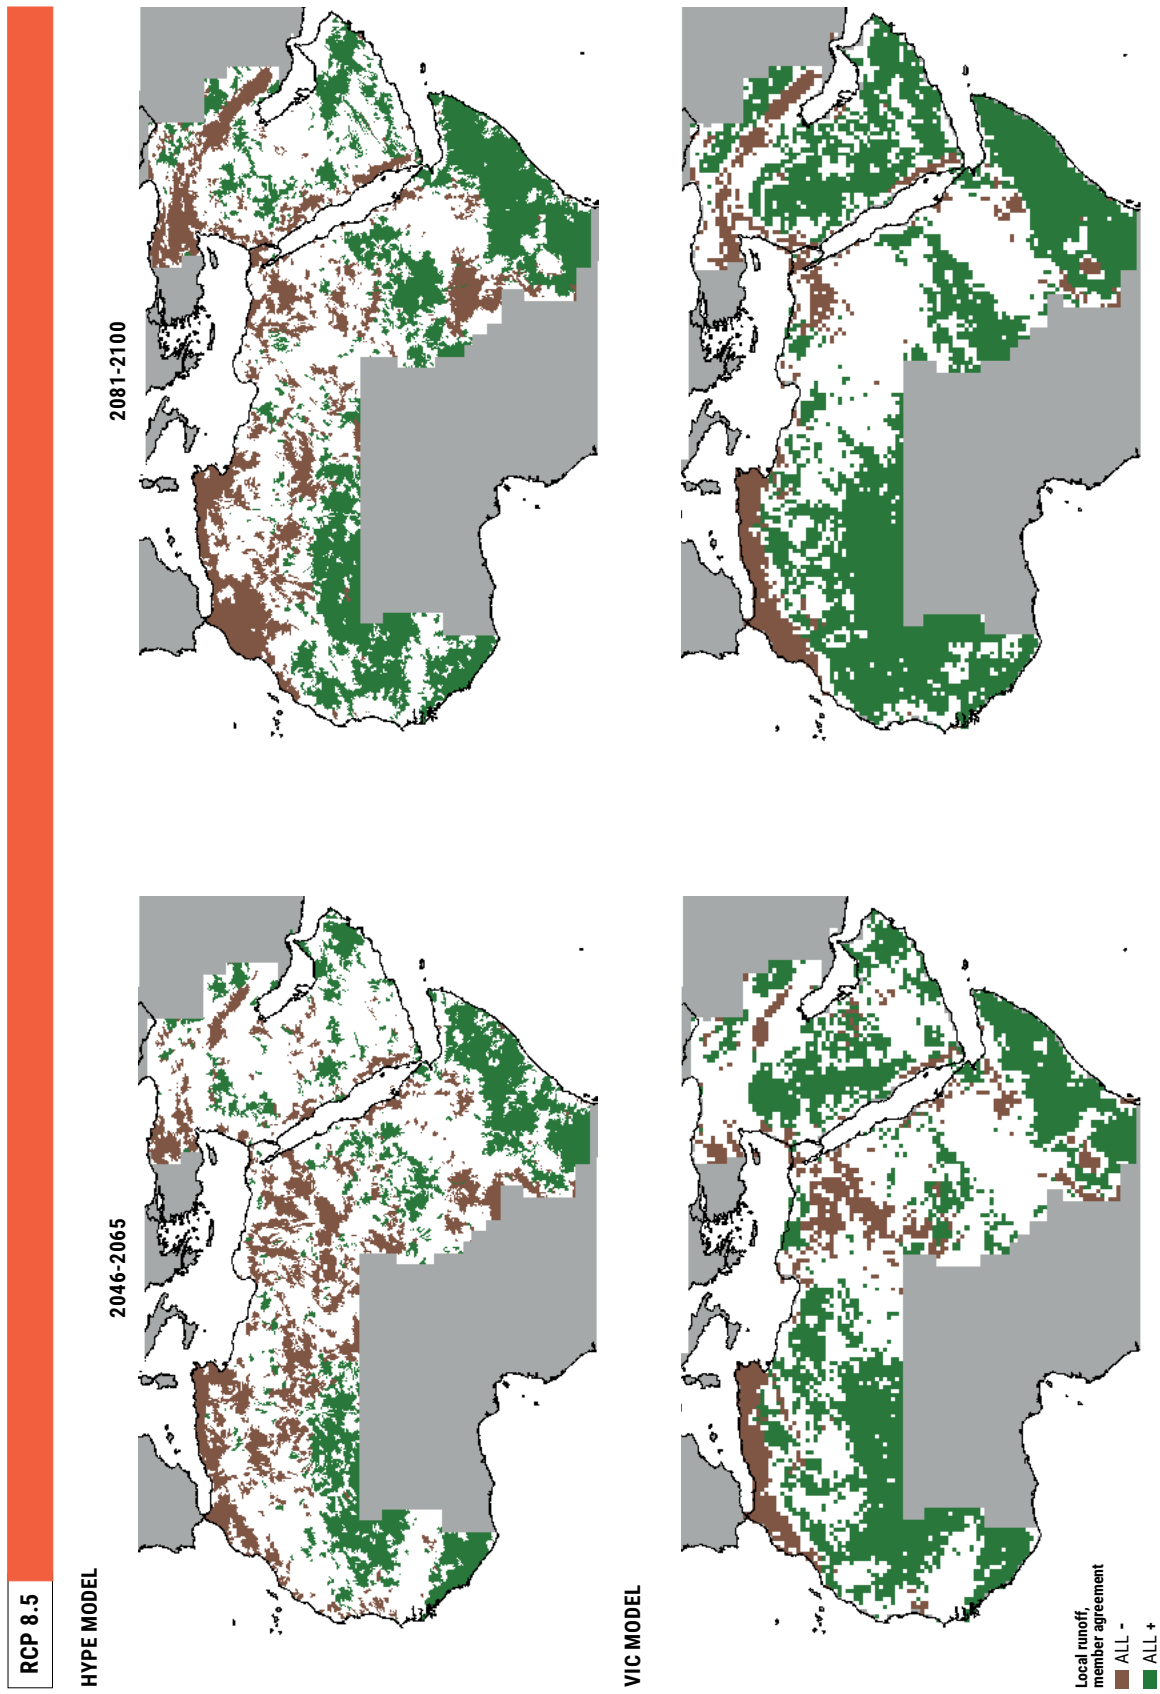 RCP 8.5
HYPE MODEL
2046-2065
2081-2100
VIC MODEL
Local runoff,
member agreement
ALL -
ALL +